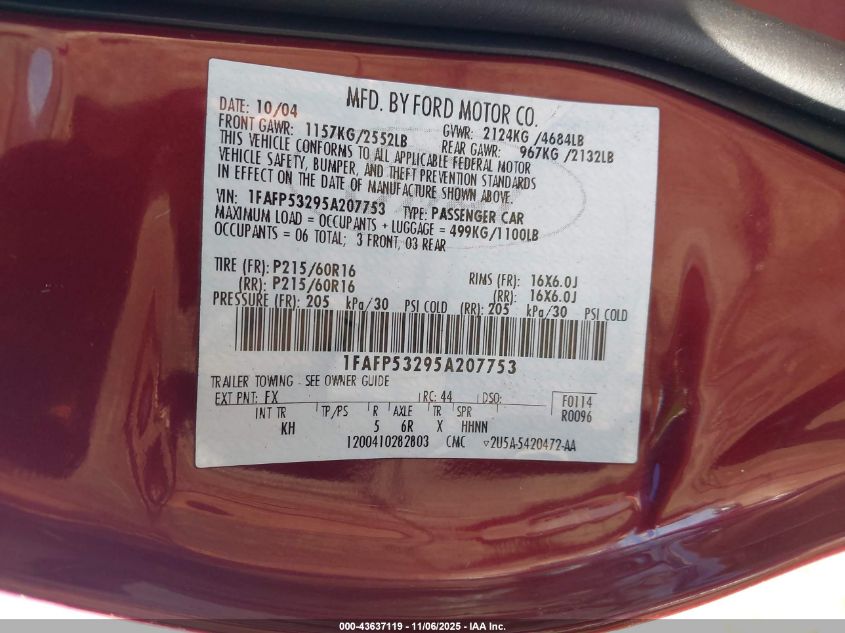 MFD. BY FORD MOTOR CO.
DATE: 10/04
FRONT GAWR: 1157KG/2552LB
GVWR: 2124KG /4684LB
REAR GAWR: 967KG /2132LB
THIS VEHICLE CONFORMS TO ALL APPLICABLE FEDERAL MOTOR
VEHICLE SAFETY, BUMPER, AND THEFT PREVENTION STANDARDS
IN EFFECT ON THE DATE OF MANUFACTURE SHOWN ABOVE.
VIN: 1FAFP53295A207753 TYPE: PASSENGER CAR
MAXIMUM LOAD = OCCUPANTS + LUGGAGE = 499KG/1100LB
OCCUPANTS = 06 TOTAL; 3 FRONT, 03 REAR
TIRE (FR): P215/60R16 RIMS (FR): 16X6.0J
(RR): P215/60R16 (RR): 16X6.0J
PRESSURE (FR): 205 kPa/30 PSI COLD (RR): 205 kPa/30 PSI COLD
1FAFP53295A207753
TRAILER TOWING - SEE OWNER GUIDE
EXT PNT: FX RC: 44 DSO: F0114
INT TR TP/PS R AXLE TR SPR R0096
KH 5 6R X HHNN
1200410282803 CMC ▽2U5A-5420472-AA
000-43637119 - 11/06/2025 - IAA Inc.